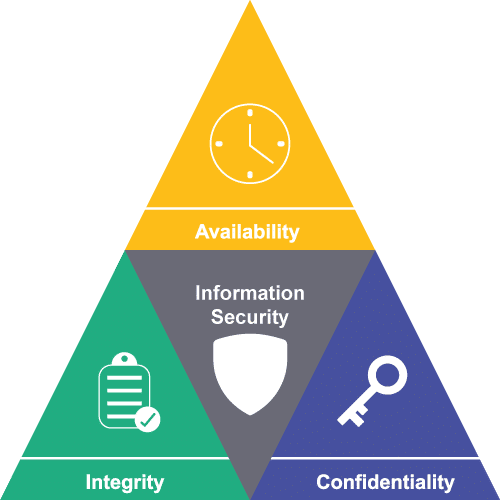 Availability
Information
Security
Integrity
Confidentiality